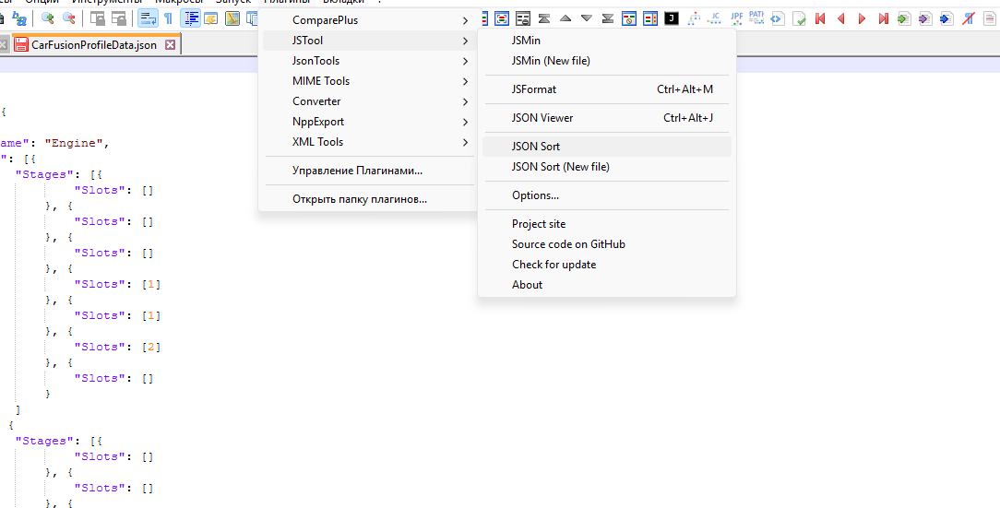 Опции Инструменты Макросы Запуск Плагины Вкладки ?
CarFusionProfileData.json
ComparePlus
JSTool
JsonTools
MIME Tools
Converter
NppExport
XML Tools
Управление Плагинами...
Открыть папку плагинов...
JSMin
JSMin (New file)
JSFormat Ctrl+Alt+M
JSON Viewer Ctrl+Alt+J
JSON Sort
JSON Sort (New file)
Options...
Project site
Source code on GitHub
Check for update
About
{
ame": "Engine",
": [{
"Stages": [{
"Slots": []
}, {
"Slots": []
}, {
"Slots": []
}, {
"Slots": [1]
}, {
"Slots": [1]
}, {
"Slots": [2]
}, {
"Slots": []
}
]
{
"Stages": [{
"Slots": []
}, {
"Slots": []
}, {